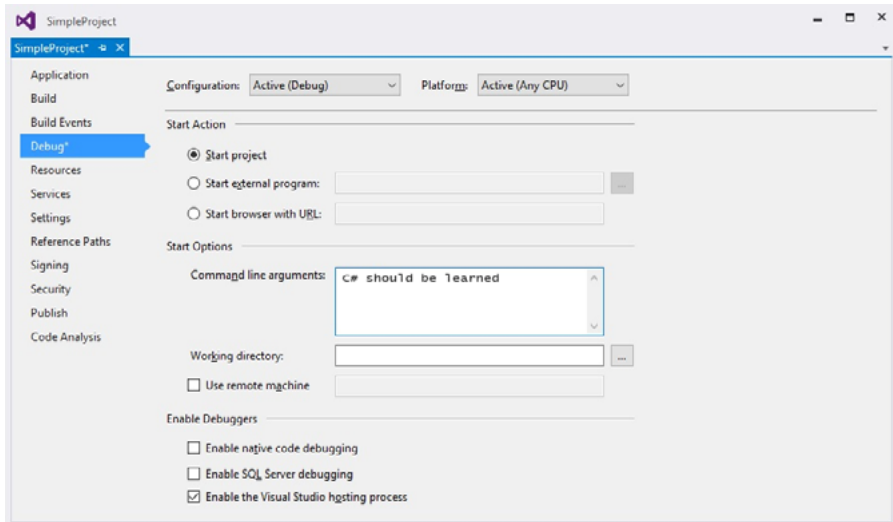 SimpleProject
SimpleProject*
Application
Build
Build Events
Debug*
Resources
Services
Settings
Reference Paths
Signing
Security
Publish
Code Analysis
Configuration: Active (Debug) Platform: Active (Any CPU)
Start Action
Start project
Start external program: ...
Start browser with URL:
Start Options
Command line arguments: C# should be learned
Working directory: ...
Use remote machine
Enable Debuggers
Enable native code debugging
Enable SQL Server debugging
Enable the Visual Studio hosting process